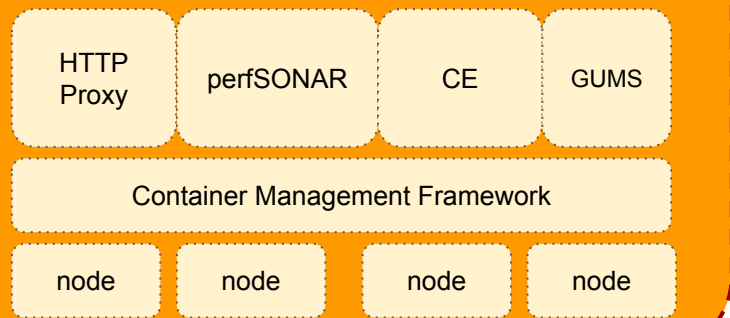 HTTP
Proxy
perfSONAR
CE
GUMS
Container Management Framework
node
node
node
node